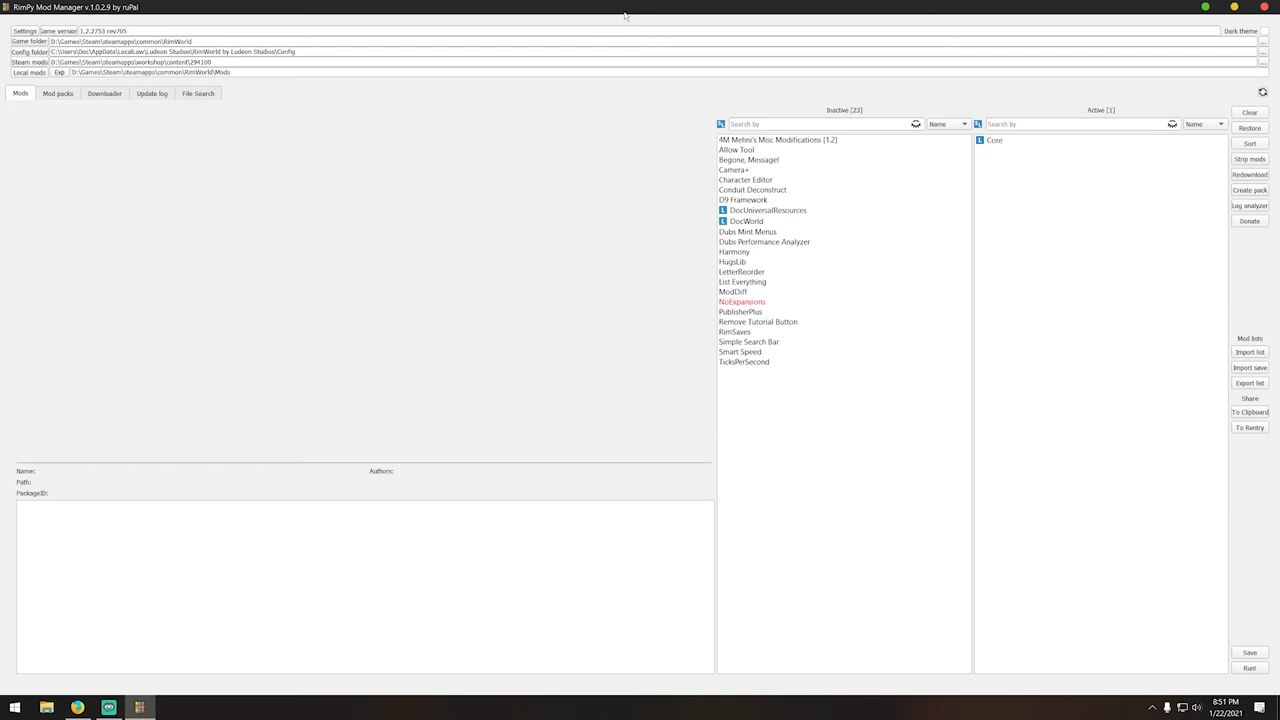 RimPy Mod Manager v.1.0.2.9 by ruPal
Settings Game version 1.2.2753 rev705 Dark theme
Game folder D:\Games\Steam\steamapps\common\RimWorld ...
Config folder C:\Users\Doc\AppData\LocalLow\Ludeon Studios\RimWorld by Ludeon Studios\Config ...
Steam mods D:\Games\Steam\steamapps\workshop\content\294100 ...
Local mods Exp D:\Games\Steam\steamapps\common\RimWorld\Mods
Mods Mod packs Downloader Update log File Search
Inactive [23]
Search by Name
4M Mehni's Misc Modifications [1.2]
Allow Tool
Begone, Message!
Camera+
Character Editor
Conduit Deconstruct
D9 Framework
L DocUniversalResources
L DocWorld
Dubs Mint Menus
Dubs Performance Analyzer
Harmony
HugsLib
LetterReorder
List Everything
ModDiff
NoExpansions
PublisherPlus
Remove Tutorial Button
RimSaves
Simple Search Bar
Smart Speed
TicksPerSecond
Active [1]
Search by Name
L Core
Clear
Restore
Sort
Strip mods
Redownload
Create pack
Log analyzer
Donate
Mod lists
Import list
Import save
Export list
Share
To Clipboard
To Rentry
Save
Run!
Name: Authors:
Path:
PackageID:
8:51 PM
1/22/2021